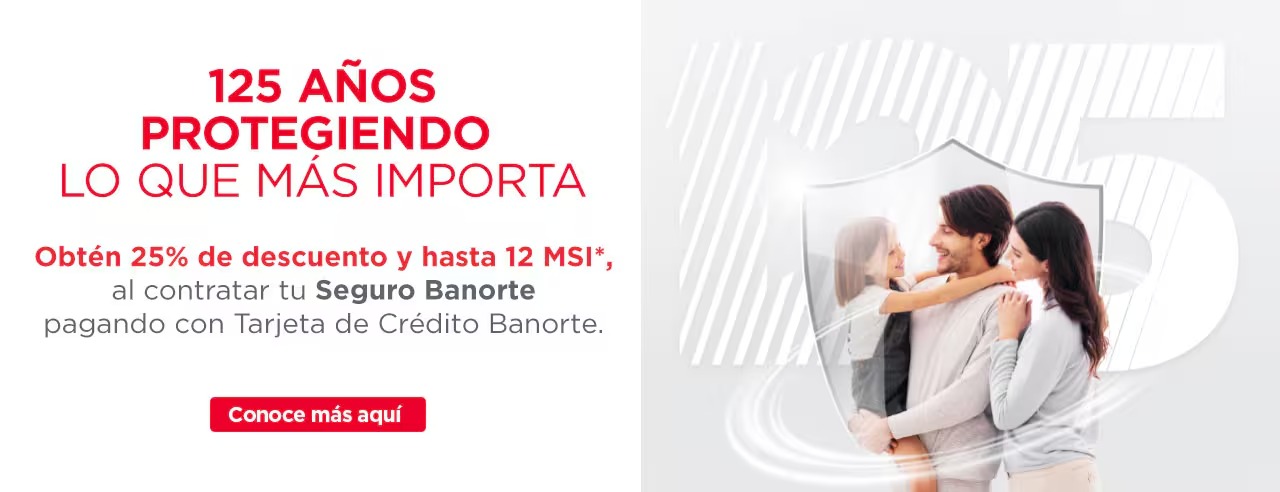 125 AÑOS
PROTEGIENDO
LO QUE MÁS IMPORTA
Obtén 25% de descuento y hasta 12 MSI*,
al contratar tu Seguro Banorte
pagando con Tarjeta de Crédito Banorte.
Conoce más aquí
125